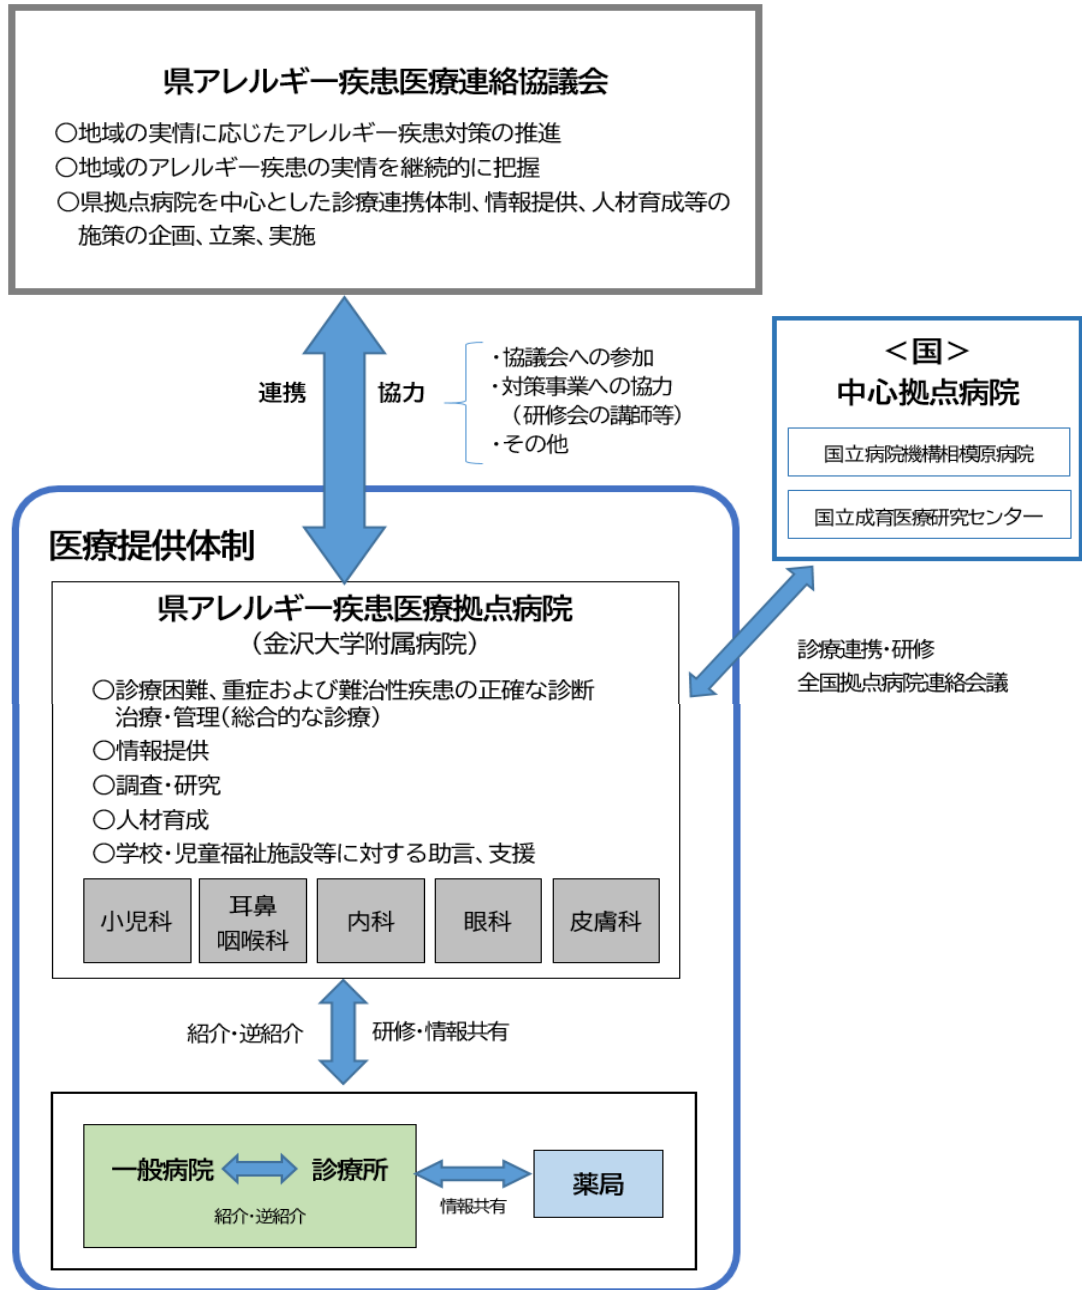 県アレルギー疾患医療連絡協議会
○地域の実情に応じたアレルギー疾患対策の推進
○地域のアレルギー疾患の実情を継続的に把握
○県拠点病院を中心とした診療連携体制、情報提供、人材育成等の
施策の企画、立案、実施
連携
協力
・協議会への参加
・対策事業への協力
（研修会の講師等）
・その他
＜国＞
中心拠点病院
国立病院機構相模原病院
国立成育医療研究センター
診療連携・研修
全国拠点病院連絡会議
医療提供体制
県アレルギー疾患医療拠点病院
（金沢大学附属病院）
○診療困難、重症および難治性疾患の正確な診断
治療・管理（総合的な診療）
○情報提供
○調査・研究
○人材育成
○学校・児童福祉施設等に対する助言、支援
小児科
耳鼻
咽喉科
内科
眼科
皮膚科
紹介・逆紹介
研修・情報共有
一般病院
診療所
紹介・逆紹介
情報共有
薬局